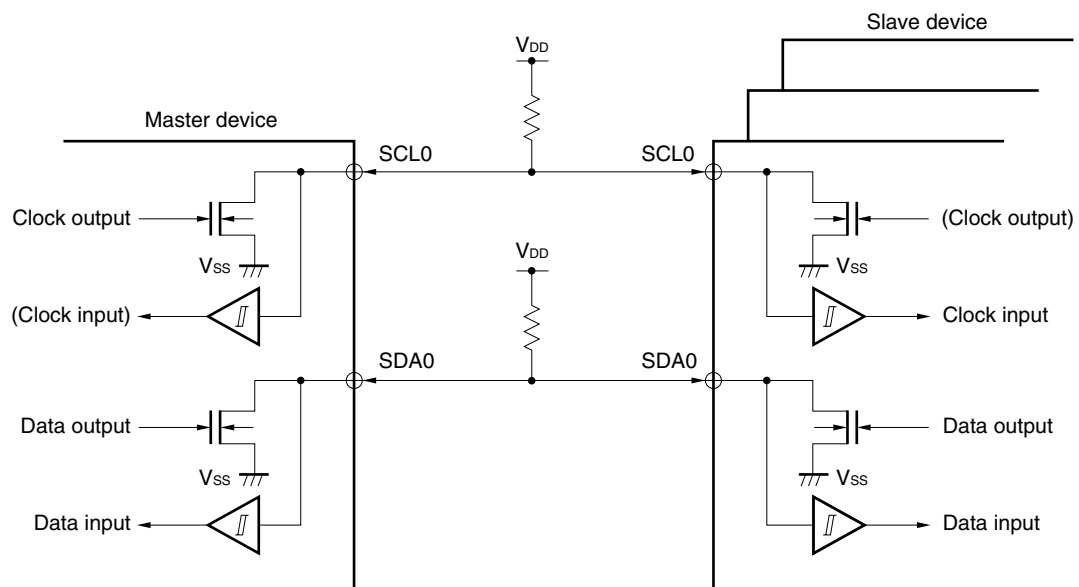 Slave device
VDD
Master device
SCL0 SCL0
Clock output (Clock output)
VSS VSS
VDD
(Clock input) Clock input
SDA0 SDA0
Data output Data output
VSS VSS
Data input Data input